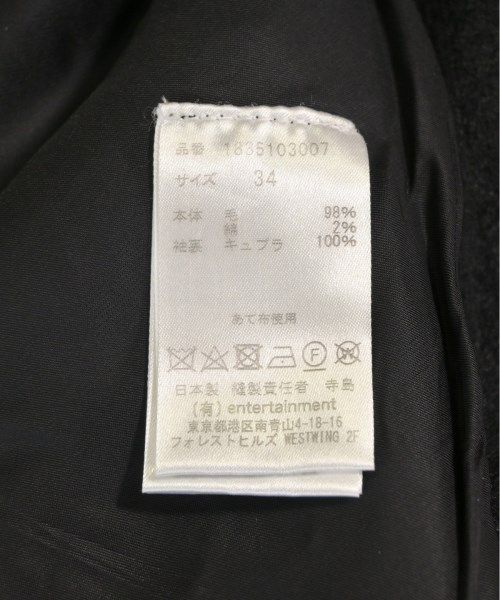 品番 1835103007
サイズ 34
本体 毛 98%
綿 2%
袖裏 キュプラ 100%
あて布使用
日本製 縫製責任者 寺島
(有) entertainment
東京都港区南青山4-18-16
フォレストヒルズ WESTWING 2F